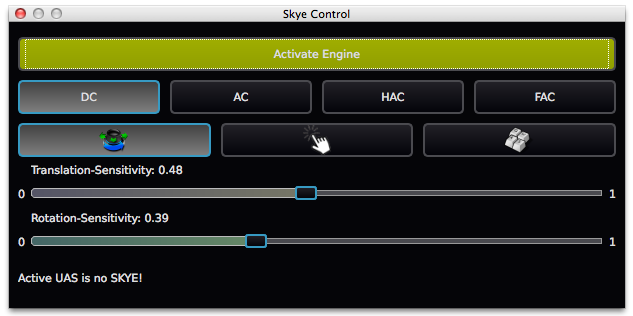 Skye Control
Activate Engine
DC AC HAC FAC
Translation-Sensitivity: 0.48
0 1
Rotation-Sensitivity: 0.39
0 1
Active UAS is no SKYE!